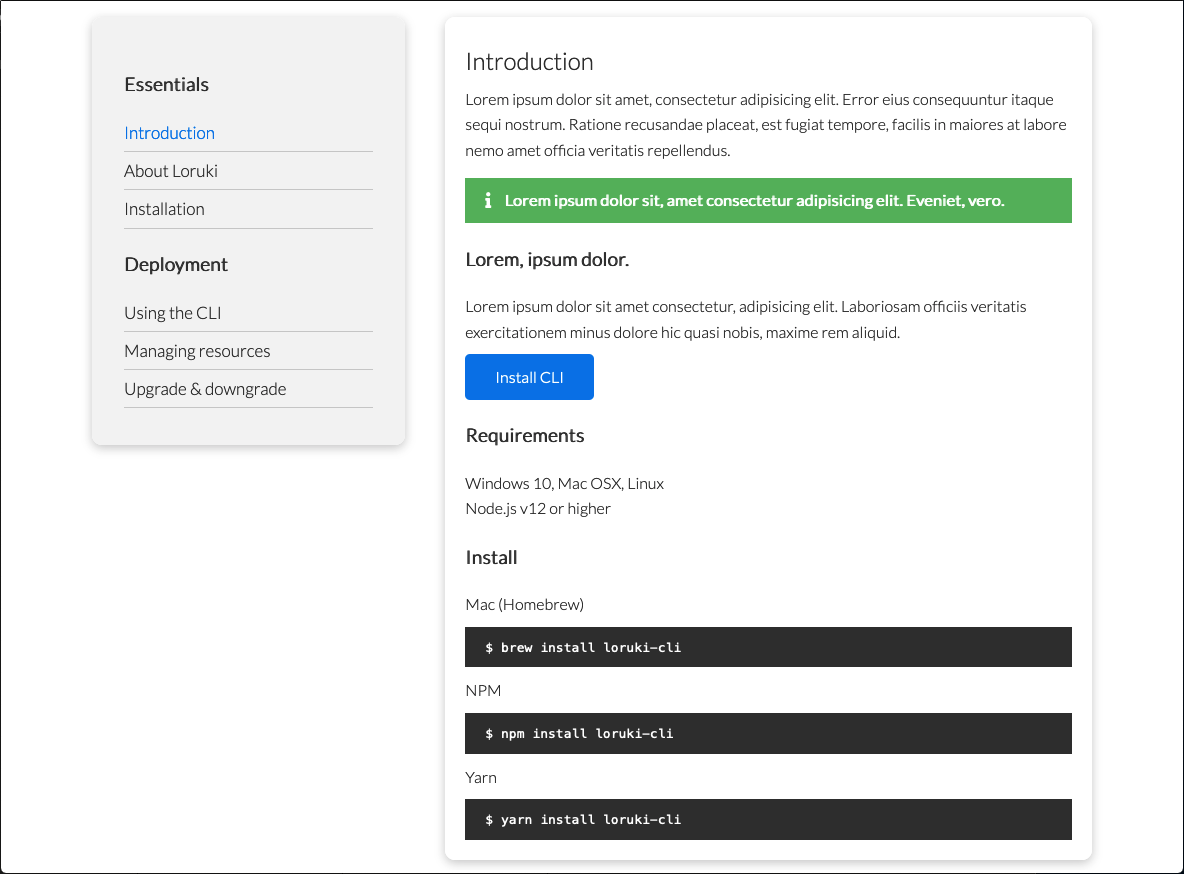 Essentials
Introduction
About Loruki
Installation
Deployment
Using the CLI
Managing resources
Upgrade & downgrade
Introduction
Lorem ipsum dolor sit amet, consectetur adipisicing elit. Error eius consequuntur itaque
sequi nostrum. Ratione recusandae placeat, est fugiat tempore, facilis in maiores at labore
nemo amet officia veritatis repellendus.
Lorem ipsum dolor sit, amet consectetur adipisicing elit. Eveniet, vero.
Lorem, ipsum dolor.
Lorem ipsum dolor sit amet consectetur, adipisicing elit. Laboriosam officiis veritatis
exercitationem minus dolore hic quasi nobis, maxime rem aliquid.
Install CLI
Requirements
Windows 10, Mac OSX, Linux
Node.js v12 or higher
Install
Mac (Homebrew)
$ brew install loruki-cli
NPM
$ npm install loruki-cli
Yarn
$ yarn install loruki-cli